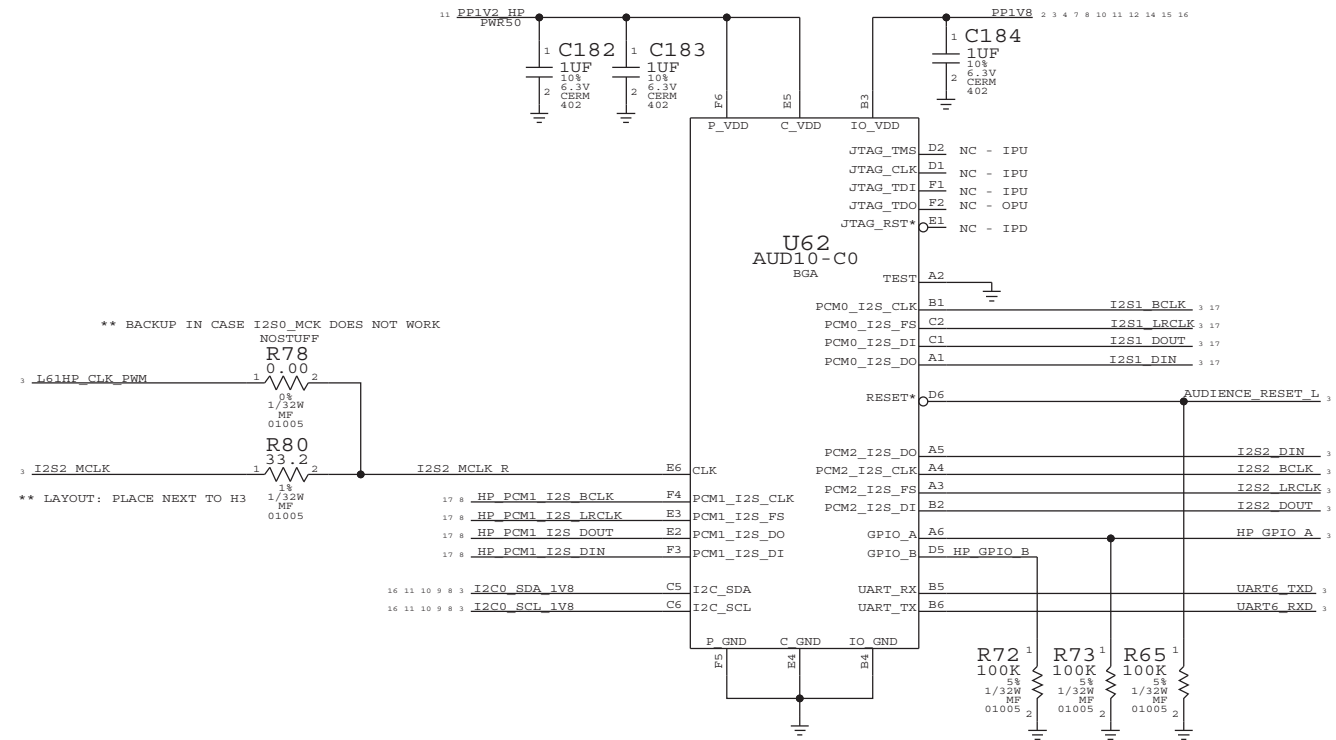 11 PP1V2_HP
PWR50
PP1V8 2 3 4 7 8 10 11 12 14 15 16
1 C182
1UF
10%
6.3V
2 CERM
402
1 C183
1UF
10%
6.3V
2 CERM
402
1 C184
1UF
10%
6.3V
2 CERM
402
F6
E5
B3
P_VDD
C_VDD
IO_VDD
JTAG_TMS D2 NC - IPU
JTAG_CLK D1 NC - IPU
JTAG_TDI F1 NC - IPU
JTAG_TDO F2 NC - OPU
JTAG_RST* E1 NC - IPD
U62
AUD10-C0
BGA
TEST A2
PCM0_I2S_CLK B1 I2S1_BCLK 3 17
PCM0_I2S_FS C2 I2S1_LRCLK 3 17
PCM0_I2S_DI C1 I2S1_DOUT 3 17
PCM0_I2S_DO A1 I2S1_DIN 3 17
** BACKUP IN CASE I2S0_MCK DOES NOT WORK
NOSTUFF
R78
0.00
3 L61HP_CLK_PWM 1 2
0%
1/32W
MF
01005
RESET* D6 AUDIENCE_RESET_L 3
R80
33.2
3 I2S2_MCLK 1 2 I2S2_MCLK_R E6 CLK
1%
1/32W
MF
01005
** LAYOUT: PLACE NEXT TO H3
PCM2_I2S_DO A5 I2S2_DIN 3
PCM2_I2S_CLK A4 I2S2_BCLK 3
PCM2_I2S_FS A3 I2S2_LRCLK 3
PCM2_I2S_DI B2 I2S2_DOUT 3
17 8 HP_PCM1_I2S_BCLK F4 PCM1_I2S_CLK
17 8 HP_PCM1_I2S_LRCLK E3 PCM1_I2S_FS
17 8 HP_PCM1_I2S_DOUT E2 PCM1_I2S_DO
17 8 HP_PCM1_I2S_DIN F3 PCM1_I2S_DI
GPIO_A A6 HP_GPIO_A 3
GPIO_B D5 HP_GPIO_B
16 11 10 9 8 3 I2C0_SDA_1V8 C5 I2C_SDA
16 11 10 9 8 3 I2C0_SCL_1V8 C6 I2C_SCL
UART_RX B5 UART6_TXD 3
UART_TX B6 UART6_RXD 3
P_GND
C_GND
IO_GND
F5
E4
B4
R72 1
100K
5%
1/32W
MF
01005 2
R73 1
100K
5%
1/32W
MF
01005 2
R65 1
100K
5%
1/32W
MF
01005 2